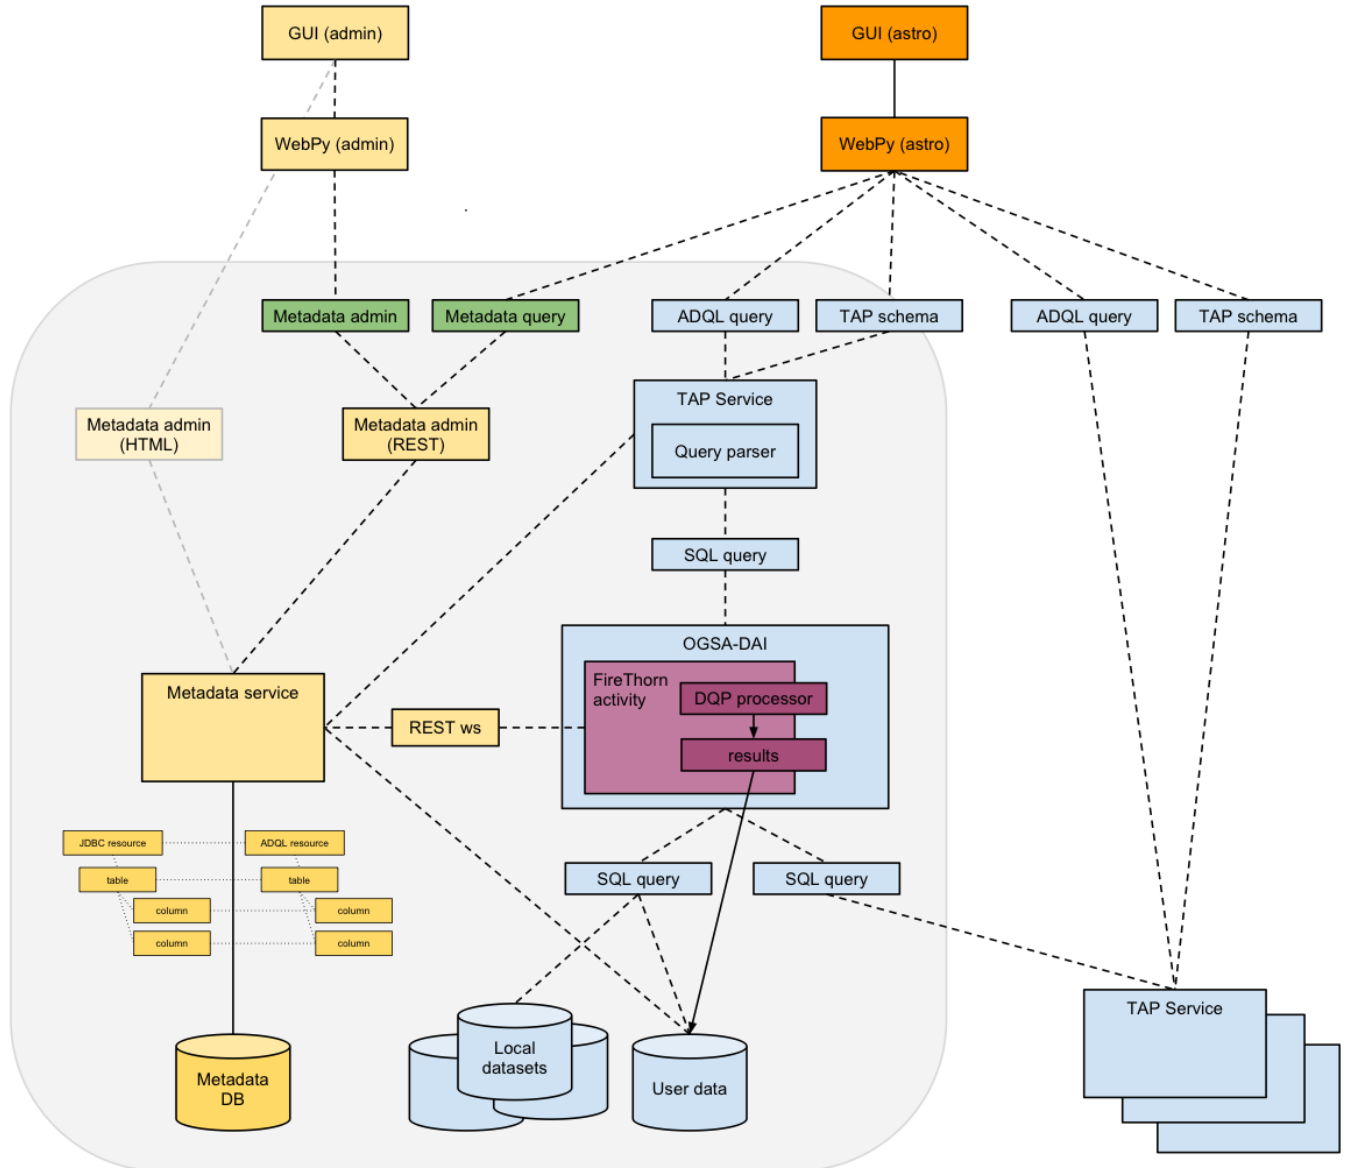 GUI (admin)
GUI (astro)
WebPy (admin)
WebPy (astro)
Metadata admin
Metadata query
ADQL query
TAP schema
ADQL query
TAP schema
Metadata admin
(HTML)
Metadata admin
(REST)
TAP Service
Query parser
SQL query
OGSA-DAI
FireThorn
activity
DQP processor
results
Metadata service
REST ws
JDBC resource
ADQL resource
table
table
column
column
column
column
SQL query
SQL query
Local
datasets
User data
Metadata
DB
TAP Service